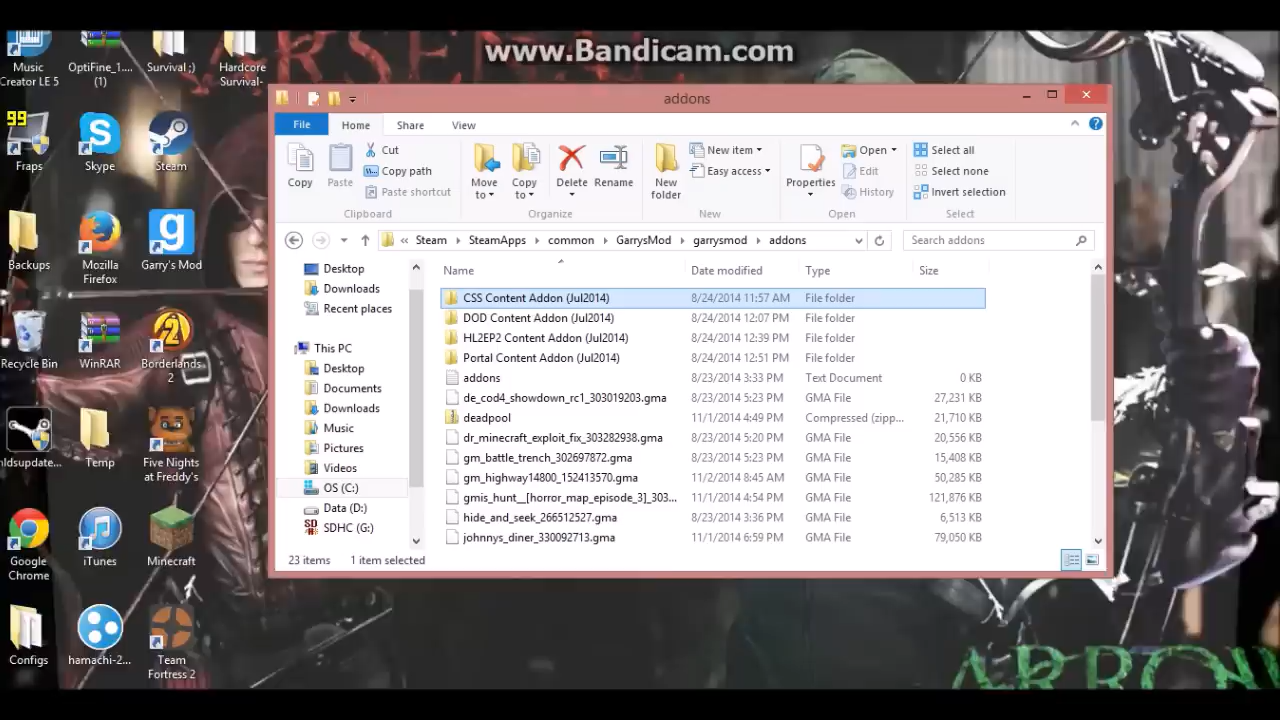 www.Bandicam.com
Music
Creator LE 5
OptiFine_1....
(1)
Survival ;)
Hardcore
Survival-
99
Fraps
Skype
Steam
Backups
Mozilla
Firefox
Garry's Mod
Recycle Bin
WinRAR
Borderlands
2
hldsupdate...
Temp
Five Nights
at Freddy's
Google
Chrome
iTunes
Minecraft
Configs
hamachi-2...
Team
Fortress 2
addons
File Home Share View
Copy
Paste
Cut
Copy path
Paste shortcut
Clipboard
Move
to
Copy
to
Delete
Rename
Organize
New
folder
New item
Easy access
New
Properties
Open
Edit
History
Open
Select all
Select none
Invert selection
Select
« Steam SteamApps common GarrysMod garrysmod addons
Search addons
Desktop
Downloads
Recent places
This PC
Desktop
Documents
Downloads
Music
Pictures
Videos
OS (C:)
Data (D:)
SDHC (G:)
Name Date modified Type Size
CSS Content Addon (Jul2014) 8/24/2014 11:57 AM File folder
DOD Content Addon (Jul2014) 8/24/2014 12:07 PM File folder
HL2EP2 Content Addon (Jul2014) 8/24/2014 12:39 PM File folder
Portal Content Addon (Jul2014) 8/24/2014 12:51 PM File folder
addons 8/23/2014 3:33 PM Text Document 0 KB
de_cod4_showdown_rc1_303019203.gma 8/23/2014 5:23 PM GMA File 27,231 KB
deadpool 11/1/2014 4:49 PM Compressed (zipp... 21,710 KB
dr_minecraft_exploit_fix_303282938.gma 8/23/2014 5:20 PM GMA File 20,556 KB
gm_battle_trench_302697872.gma 8/23/2014 5:23 PM GMA File 15,408 KB
gm_highway14800_152413570.gma 11/2/2014 8:45 AM GMA File 50,285 KB
gmis_hunt__[horror_map_episode_3]_303... 11/1/2014 4:54 PM GMA File 121,876 KB
hide_and_seek_266512527.gma 8/23/2014 3:36 PM GMA File 6,513 KB
johnnys_diner_330092713.gma 11/1/2014 6:59 PM GMA File 79,050 KB
23 items 1 item selected
ARROW